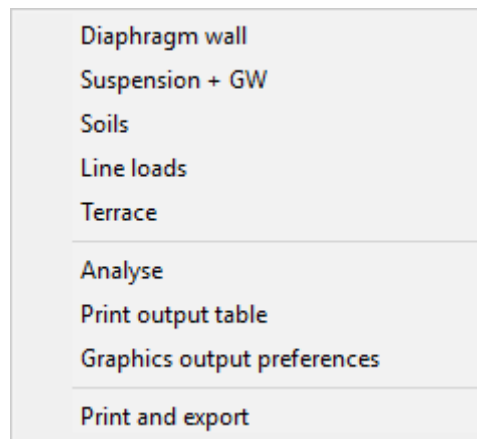 Diaphragm wall
Suspension + GW
Soils
Line loads
Terrace
Analyse
Print output table
Graphics output preferences
Print and export